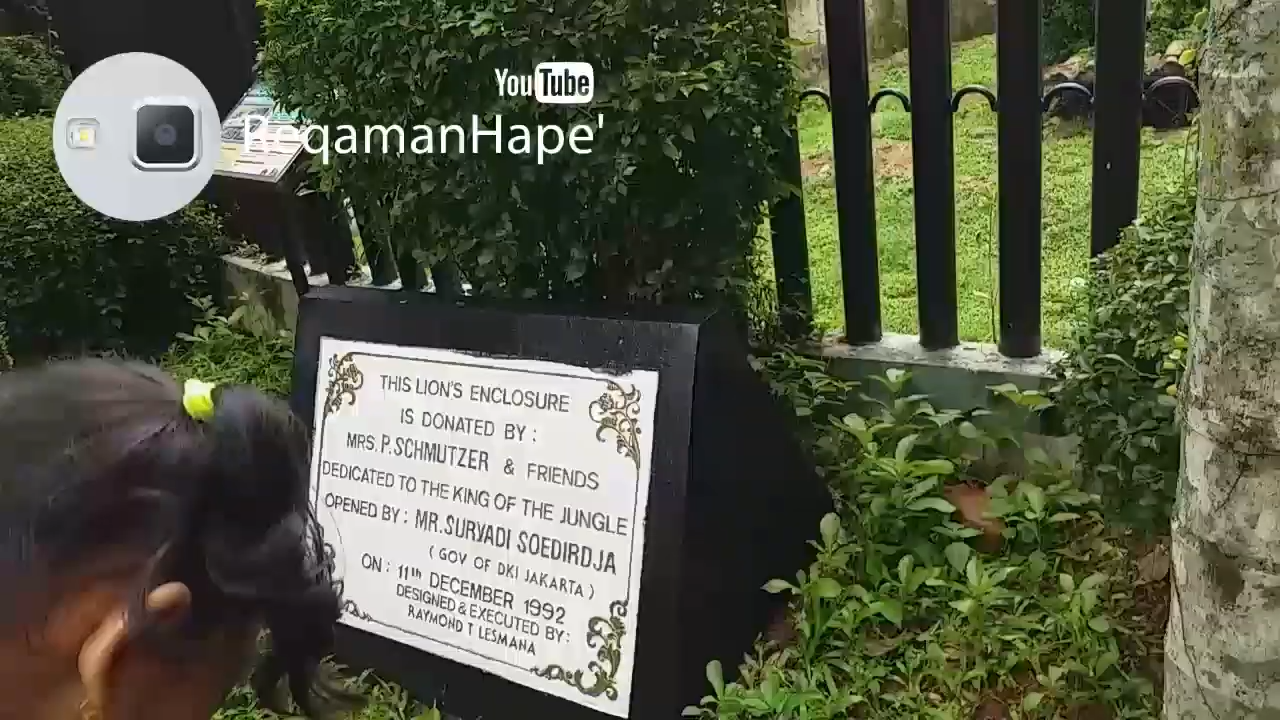 YouTube
ReqamanHape'
THIS LION'S ENCLOSURE
IS DONATED BY :
MRS. P. SCHMUTZER & FRIENDS
DEDICATED TO THE KING OF THE JUNGLE
OPENED BY : MR. SURYADI SOEDIRDJA
( GOV OF DKI JAKARTA )
ON : 11th DECEMBER 1992
DESIGNED & EXECUTED BY :
RAYMOND T LESMANA